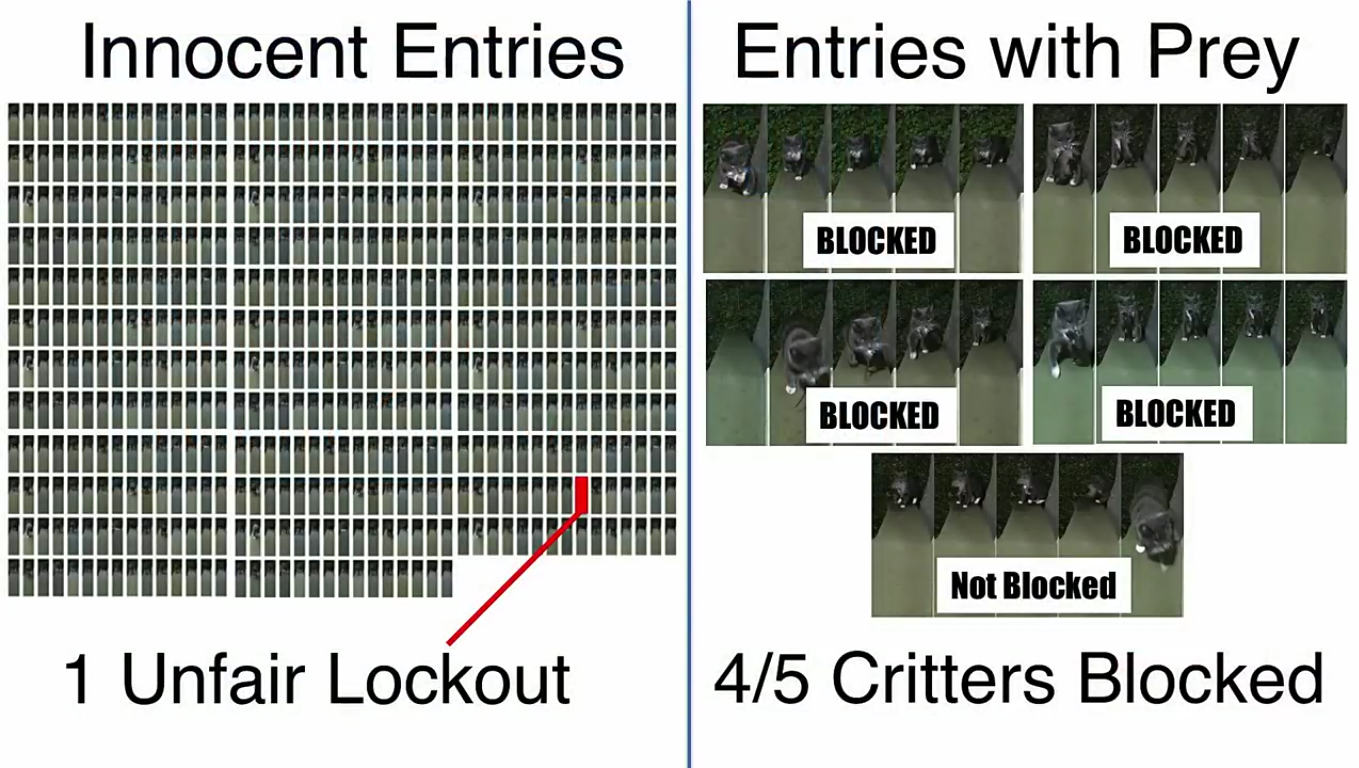 Innocent Entries
1 Unfair Lockout
Entries with Prey
BLOCKED
BLOCKED
BLOCKED
BLOCKED
Not Blocked
4/5 Critters Blocked